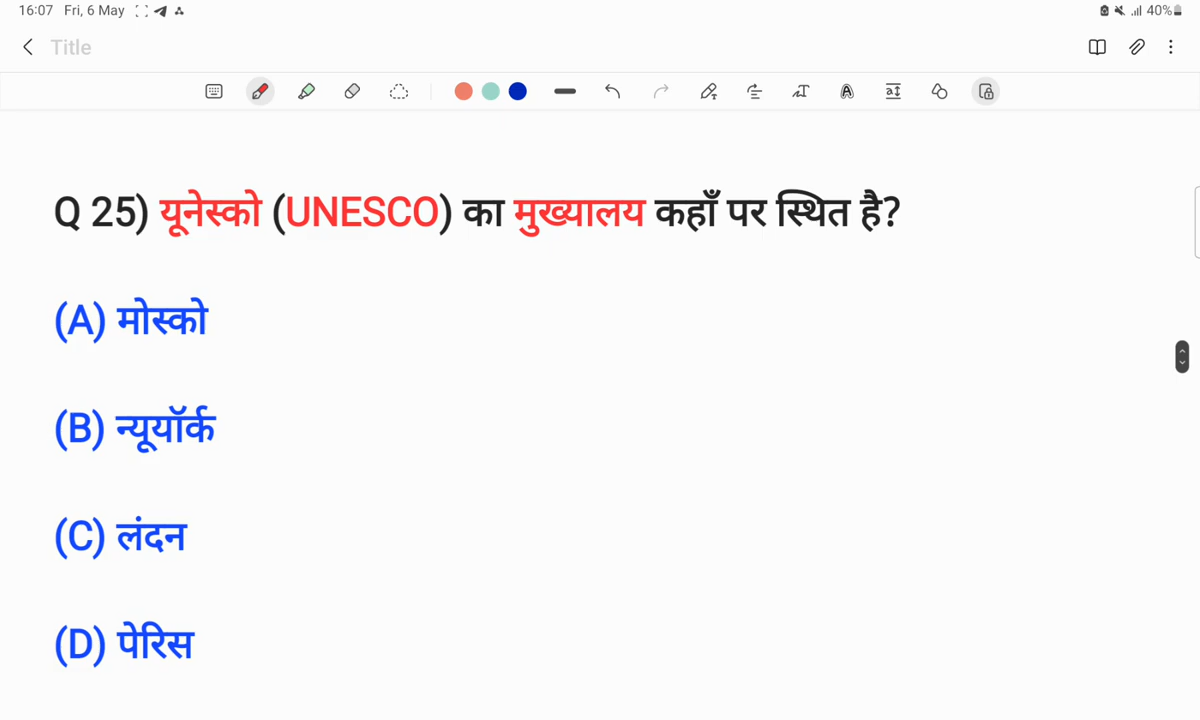 16:07 Fri, 6 May 40%
Title
Q 25) यूनेस्को (UNESCO) का मुख्यालय कहाँ पर स्थित है?
(A) मोस्को
(B) न्यूयॉर्क
(C) लंदन
(D) पेरिस